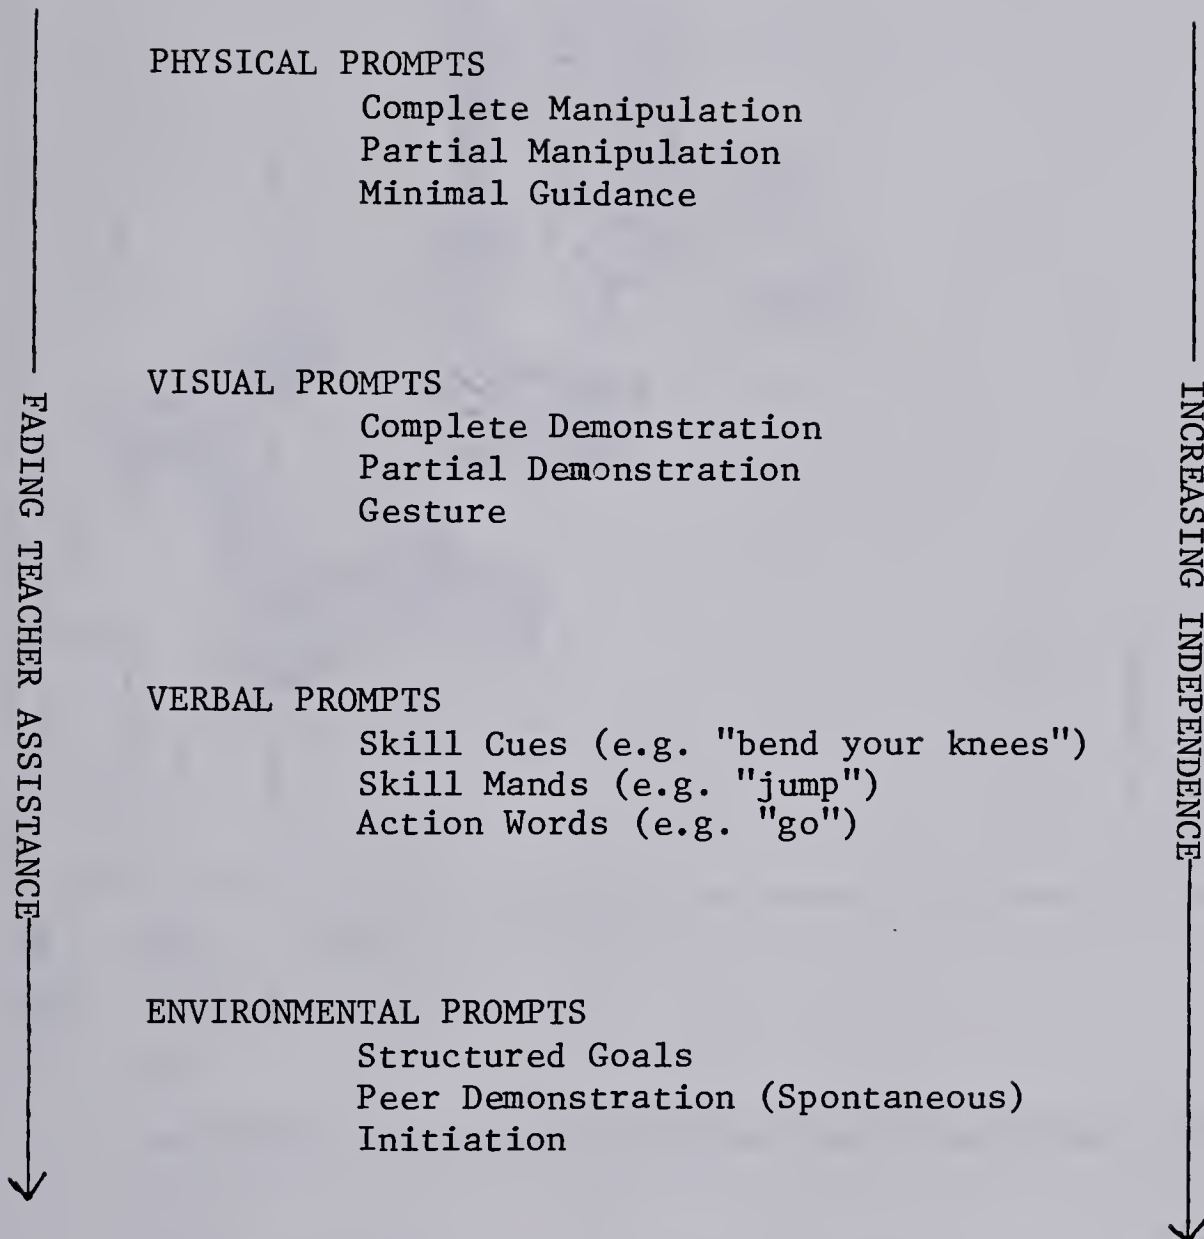 PHYSICAL PROMPTS
Complete Manipulation
Partial Manipulation
Minimal Guidance
VISUAL PROMPTS
Complete Demonstration
Partial Demonstration
Gesture
VERBAL PROMPTS
Skill Cues (e.g. "bend your knees")
Skill Mands (e.g. "jump")
Action Words (e.g. "go")
ENVIRONMENTAL PROMPTS
Structured Goals
Peer Demonstration (Spontaneous)
Initiation
FADING TEACHER ASSISTANCE
INCREASING INDEPENDENCE